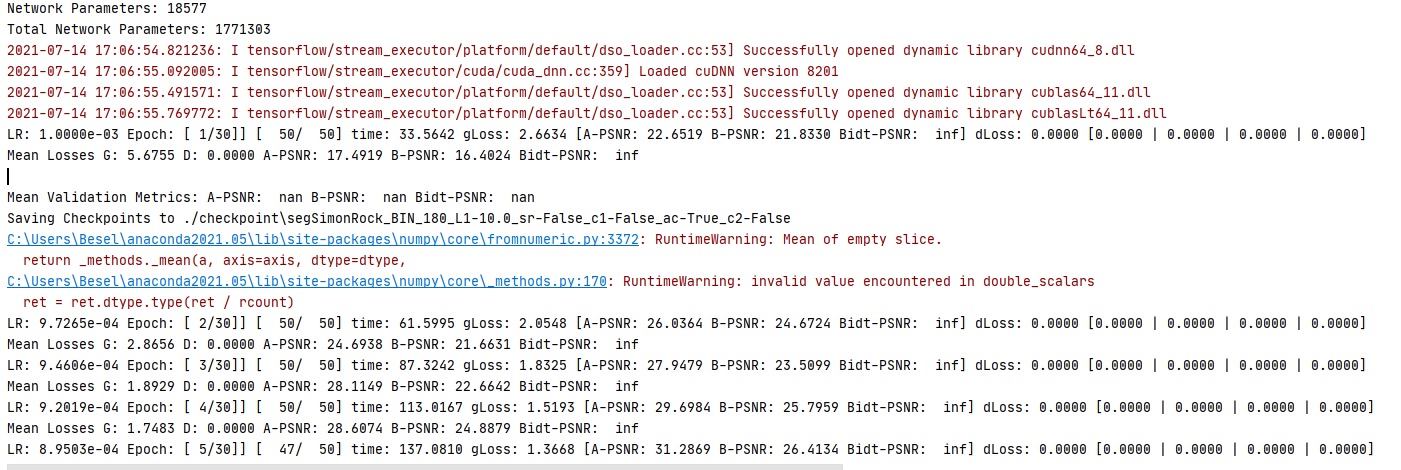 Network Parameters: 18577
Total Network Parameters: 1771303
2021-07-14 17:06:54.821236: I tensorflow/stream_executor/platform/default/dso_loader.cc:53] Successfully opened dynamic library cudnn64_8.dll
2021-07-14 17:06:55.092005: I tensorflow/stream_executor/cuda/cuda_dnn.cc:359] Loaded cuDNN version 8201
2021-07-14 17:06:55.491571: I tensorflow/stream_executor/platform/default/dso_loader.cc:53] Successfully opened dynamic library cublas64_11.dll
2021-07-14 17:06:55.769772: I tensorflow/stream_executor/platform/default/dso_loader.cc:53] Successfully opened dynamic library cublasLt64_11.dll
LR: 1.0000e-03 Epoch: [ 1/30]] [  50/  50] time: 33.5642 gLoss: 2.6634 [A-PSNR: 22.6519 B-PSNR: 21.8330 Bidt-PSNR:  inf] dLoss: 0.0000 [0.0000 | 0.0000 | 0.0000 | 0.0000]
Mean Losses G: 5.6755 D: 0.0000 A-PSNR: 17.4919 B-PSNR: 16.4024 Bidt-PSNR:  inf
Mean Validation Metrics: A-PSNR:  nan B-PSNR:  nan Bidt-PSNR:  nan
Saving Checkpoints to ./checkpoint\segSimonRock_BIN_180_L1-10.0_sr-False_c1-False_ac-True_c2-False
C:\Users\Besel\anaconda2021.05\lib\site-packages\numpy\core\fromnumeric.py:3372: RuntimeWarning: Mean of empty slice.
  return _methods._mean(a, axis=axis, dtype=dtype,
C:\Users\Besel\anaconda2021.05\lib\site-packages\numpy\core\_methods.py:170: RuntimeWarning: invalid value encountered in double_scalars
  ret = ret.dtype.type(ret / rcount)
LR: 9.7265e-04 Epoch: [ 2/30]] [  50/  50] time: 61.5995 gLoss: 2.0548 [A-PSNR: 26.0364 B-PSNR: 24.6724 Bidt-PSNR:  inf] dLoss: 0.0000 [0.0000 | 0.0000 | 0.0000 | 0.0000]
Mean Losses G: 2.8656 D: 0.0000 A-PSNR: 24.6938 B-PSNR: 21.6631 Bidt-PSNR:  inf
LR: 9.4606e-04 Epoch: [ 3/30]] [  50/  50] time: 87.3242 gLoss: 1.8325 [A-PSNR: 27.9479 B-PSNR: 23.5099 Bidt-PSNR:  inf] dLoss: 0.0000 [0.0000 | 0.0000 | 0.0000 | 0.0000]
Mean Losses G: 1.8929 D: 0.0000 A-PSNR: 28.1149 B-PSNR: 22.6642 Bidt-PSNR:  inf
LR: 9.2019e-04 Epoch: [ 4/30]] [  50/  50] time: 113.0167 gLoss: 1.5193 [A-PSNR: 29.6984 B-PSNR: 25.7959 Bidt-PSNR:  inf] dLoss: 0.0000 [0.0000 | 0.0000 | 0.0000 | 0.0000]
Mean Losses G: 1.7483 D: 0.0000 A-PSNR: 28.6074 B-PSNR: 24.8879 Bidt-PSNR:  inf
LR: 8.9503e-04 Epoch: [ 5/30]] [  47/  50] time: 137.0810 gLoss: 1.3668 [A-PSNR: 31.2869 B-PSNR: 26.4134 Bidt-PSNR:  inf] dLoss: 0.0000 [0.0000 | 0.0000 | 0.0000 | 0.0000]